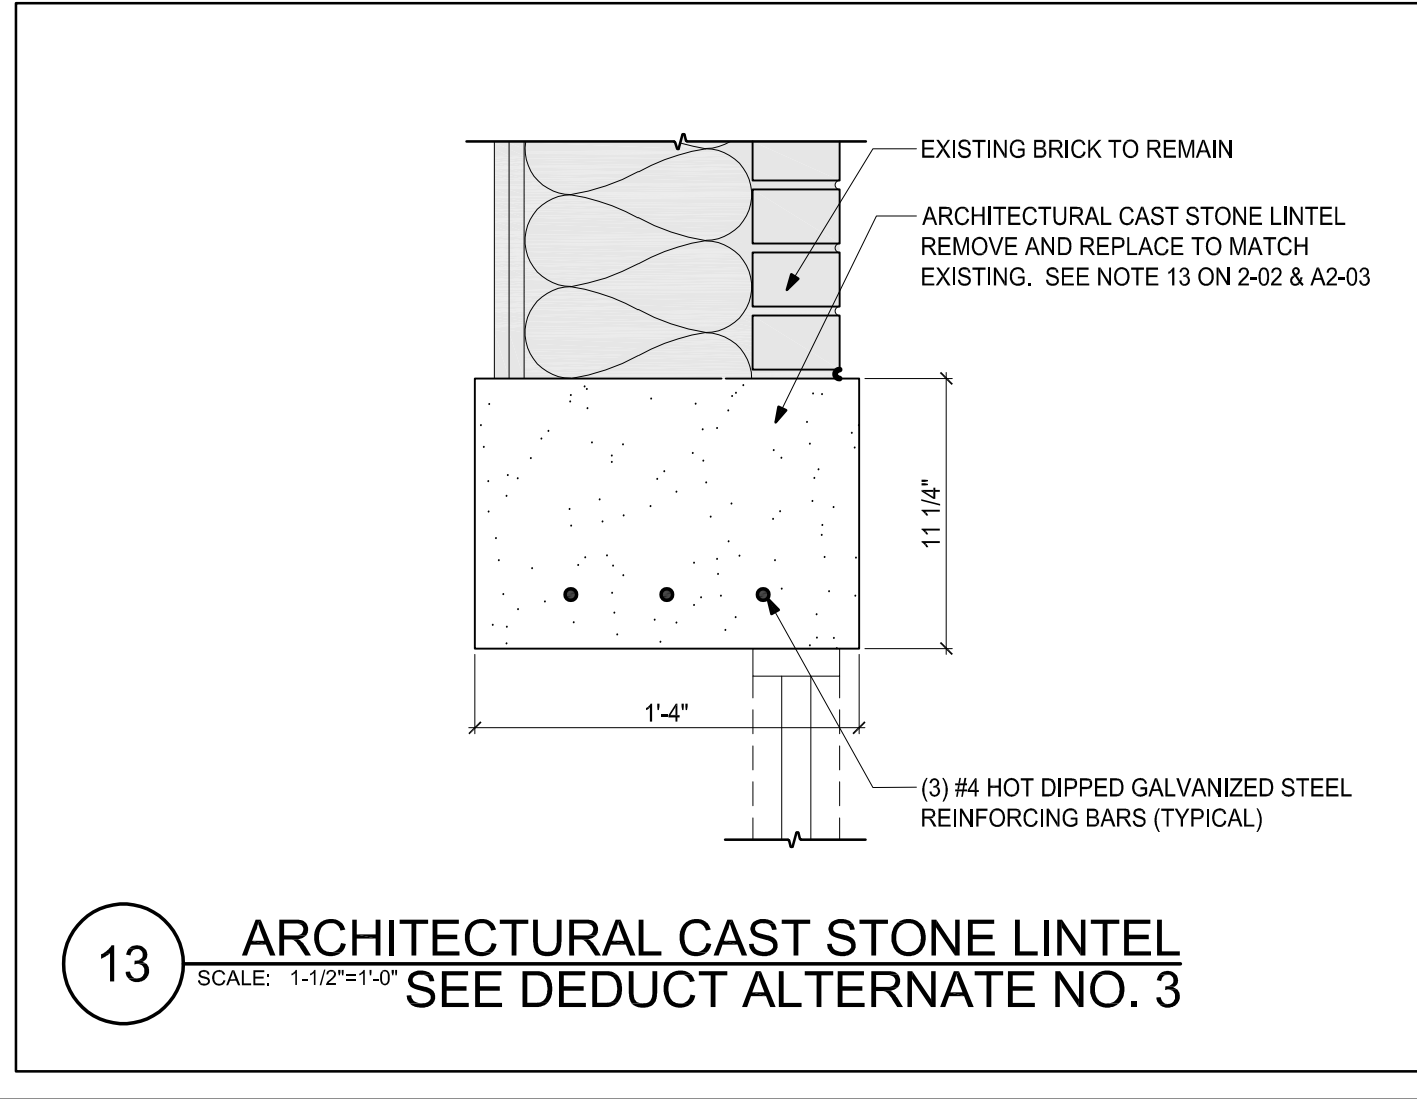 EXISTING BRICK TO REMAIN
ARCHITECTURAL CAST STONE LINTEL
REMOVE AND REPLACE TO MATCH
EXISTING.  SEE NOTE 13 ON 2-02 & A2-03
11 1/4"
1'-4"
(3) #4 HOT DIPPED GALVANIZED STEEL
REINFORCING BARS (TYPICAL)
13
ARCHITECTURAL CAST STONE LINTEL
SCALE:  1-1/2"=1'-0"
SEE DEDUCT ALTERNATE NO. 3